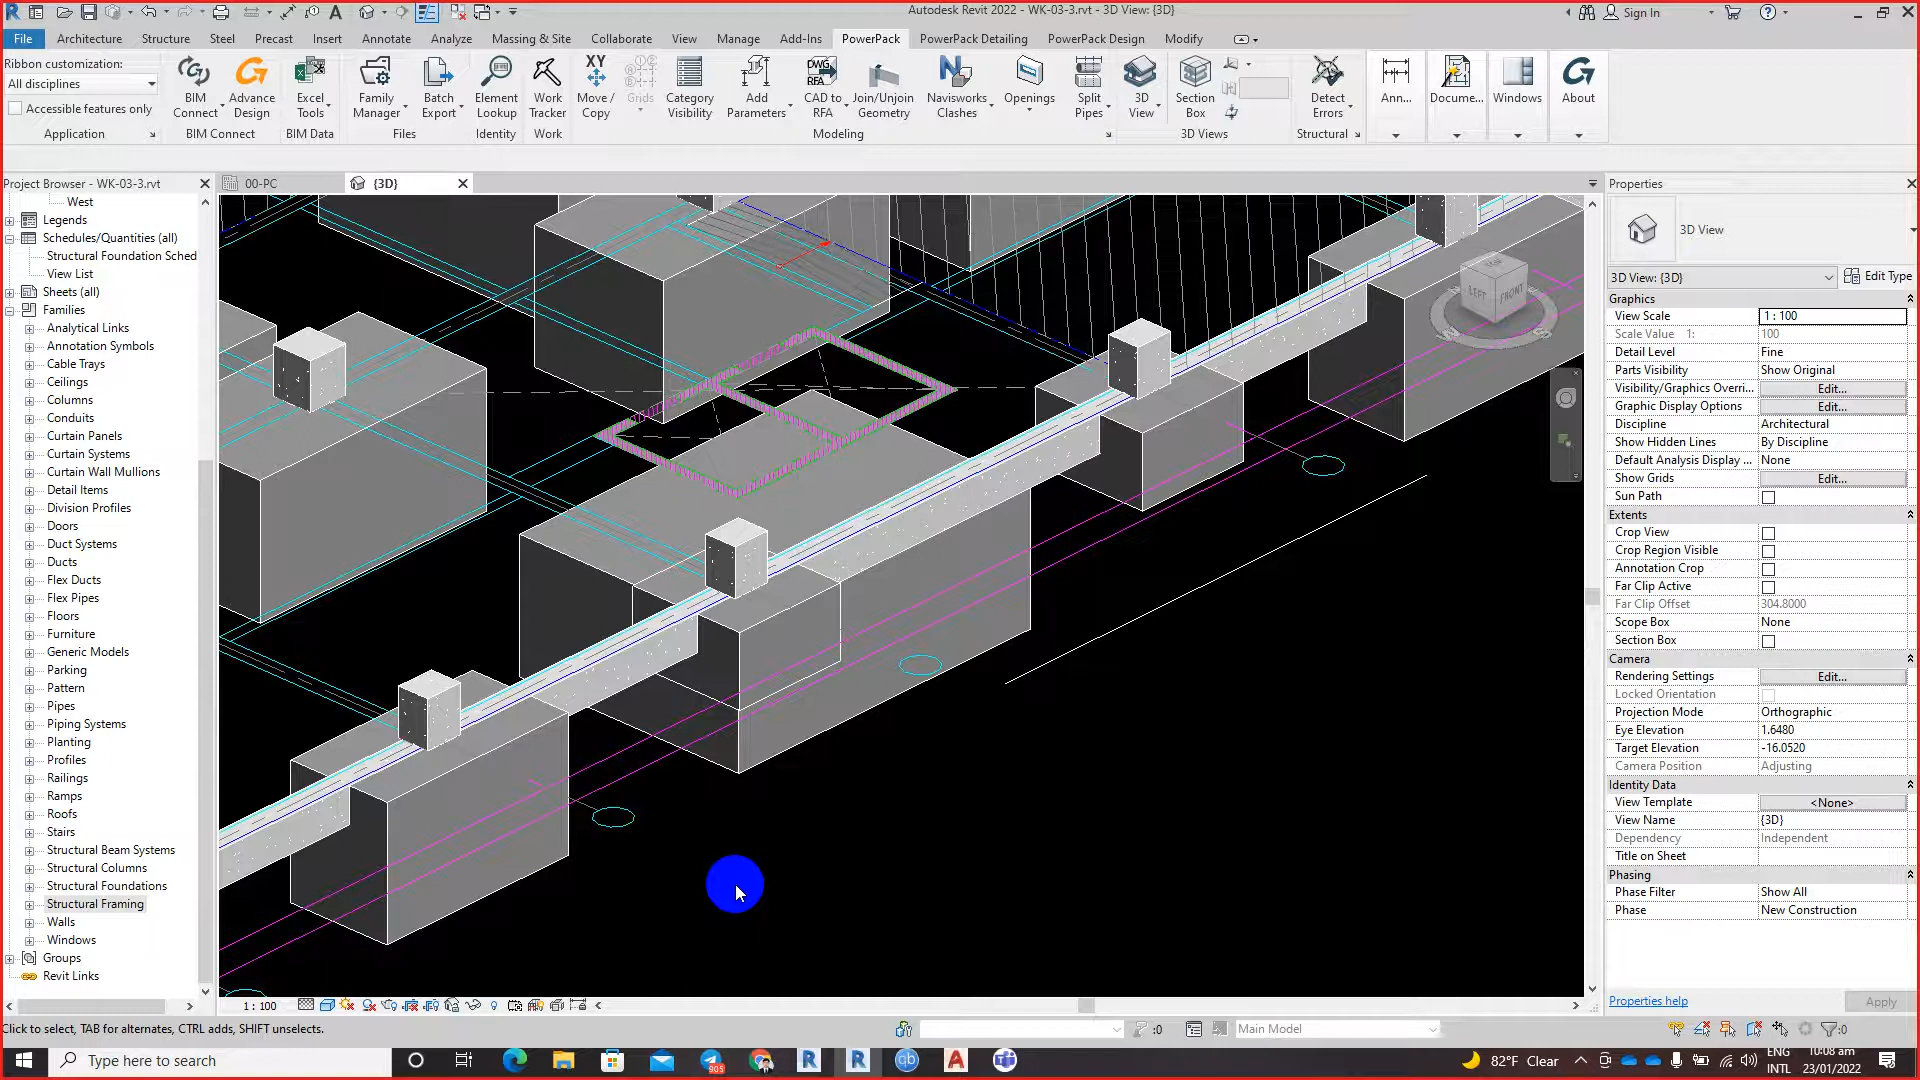 Autodesk Revit 2022 - WK-03-3.rvt - 3D View: {3D}
Sign In
File Architecture Structure Steel Precast Insert Annotate Analyze Massing & Site Collaborate View Manage Add-Ins PowerPack PowerPack Detailing PowerPack Design Modify
Ribbon customization:
All disciplines
Accessible features only
Application
BIM Connect
Advance Design
BIM Connect
Excel Tools
BIM Data
Family Manager
Batch Export
Files
Element Lookup
Identity
Work Tracker
Work
XY
Move / Copy
Grids
Category Visibility
Add Parameters
DWG
RFA
CAD to RFA
Join/Unjoin Geometry
Navisworks Clashes
Openings
Split Pipes
Modeling
3D View
Section Box
3D Views
Detect Errors
Structural
Ann...
Docume...
Windows
About
Project Browser - WK-03-3.rvt
00-PC
{3D}
West
Legends
Schedules/Quantities (all)
Structural Foundation Sched
View List
Sheets (all)
Families
Analytical Links
Annotation Symbols
Cable Trays
Ceilings
Columns
Conduits
Curtain Panels
Curtain Systems
Curtain Wall Mullions
Detail Items
Division Profiles
Doors
Duct Systems
Ducts
Flex Ducts
Flex Pipes
Floors
Furniture
Generic Models
Parking
Pattern
Pipes
Piping Systems
Planting
Profiles
Railings
Ramps
Roofs
Stairs
Structural Beam Systems
Structural Columns
Structural Foundations
Structural Framing
Walls
Windows
Groups
Revit Links
LEFT FRONT
1 : 100
Properties
3D View
3D View: {3D} Edit Type
Graphics
View Scale 1 : 100
Scale Value 1: 100
Detail Level Fine
Parts Visibility Show Original
Visibility/Graphics Overri... Edit...
Graphic Display Options Edit...
Discipline Architectural
Show Hidden Lines By Discipline
Default Analysis Display ... None
Show Grids Edit...
Sun Path
Extents
Crop View
Crop Region Visible
Annotation Crop
Far Clip Active
Far Clip Offset 304.8000
Scope Box None
Section Box
Camera
Rendering Settings Edit...
Locked Orientation
Projection Mode Orthographic
Eye Elevation 1.6480
Target Elevation -16.0520
Camera Position Adjusting
Identity Data
View Template <None>
View Name {3D}
Dependency Independent
Title on Sheet
Phasing
Phase Filter Show All
Phase New Construction
Properties help Apply
Click to select, TAB for alternates, CTRL adds, SHIFT unselects.
:0
Main Model
:0
Type here to search
905
82°F Clear
ENG
INTL
10:08 am
23/01/2022